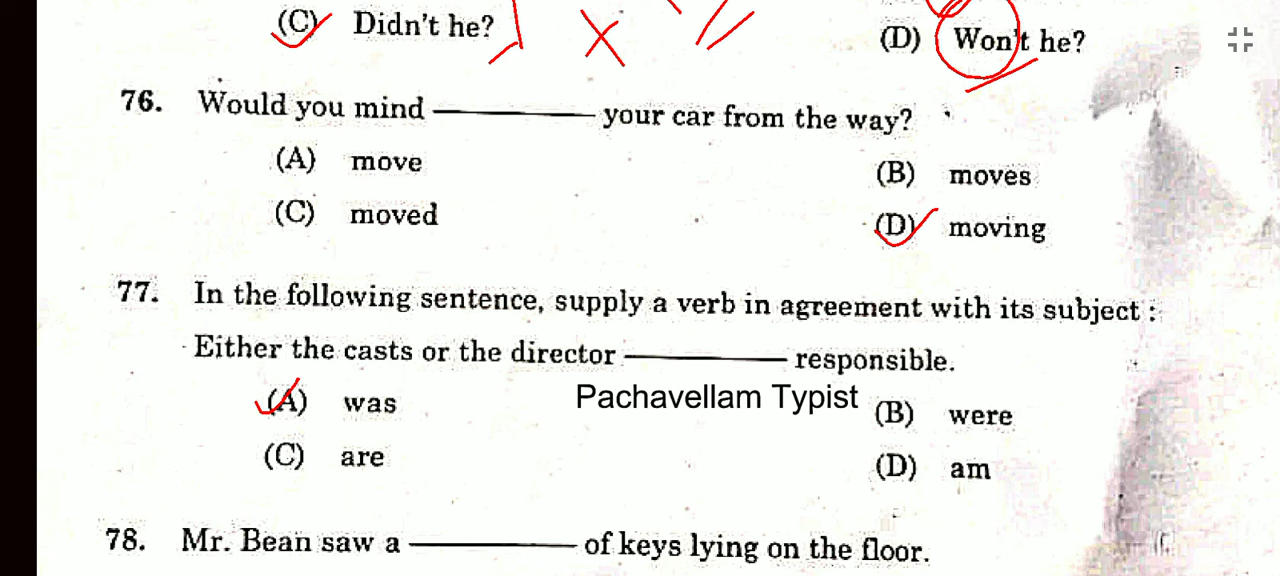 (C) Didn't he?
(D) Won't he?
76. Would you mind ———— your car from the way?
(A) move
(B) moves
(C) moved
(D) moving
77. In the following sentence, supply a verb in agreement with its subject :
Either the casts or the director ———— responsible.
(A) was
Pachavellam Typist
(B) were
(C) are
(D) am
78. Mr. Bean saw a ———— of keys lying on the floor.